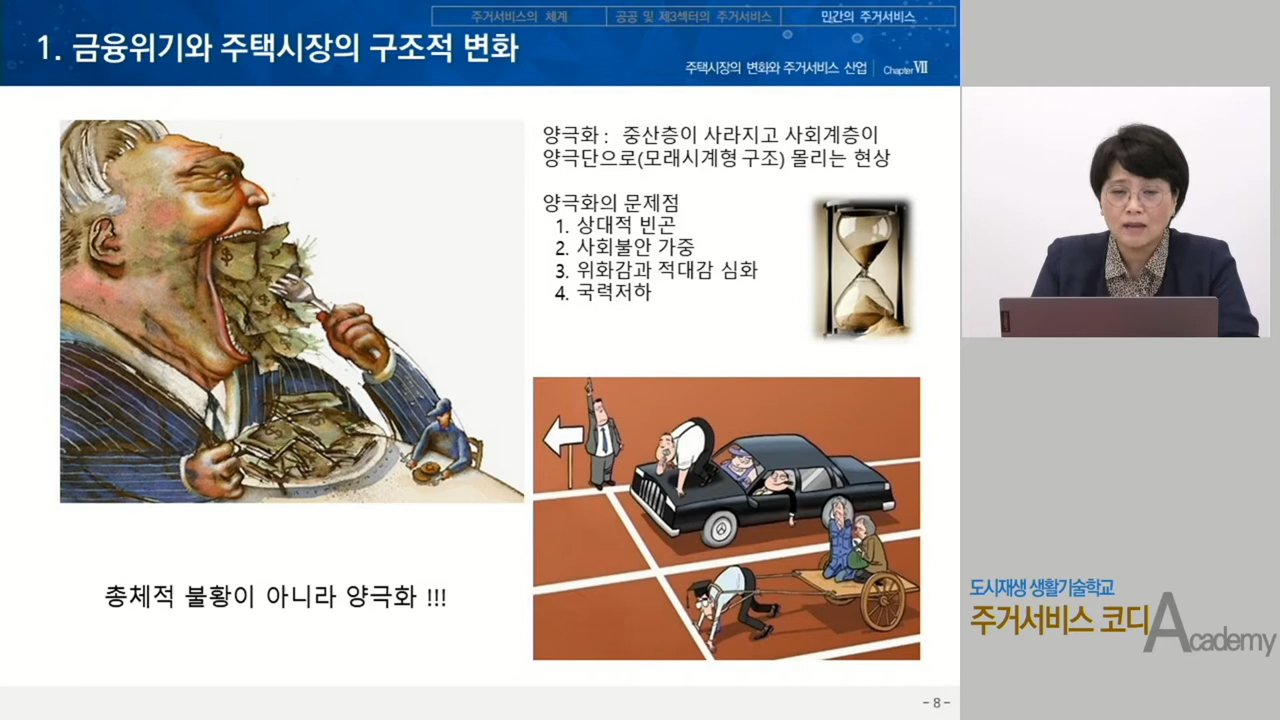 주거서비스의 체계
공공 및 제3섹터의 주거서비스
민간의 주거서비스
1. 금융위기와 주택시장의 구조적 변화
주택시장의 변화와 주거서비스 산업
Chapter Ⅶ
양극화 : 중산층이 사라지고 사회계층이
양극단으로(모래시계형 구조) 몰리는 현상
양극화의 문제점
1. 상대적 빈곤
2. 사회불안 가중
3. 위화감과 적대감 심화
4. 국력저하
총체적 불황이 아니라 양극화 !!!
도시재생 생활기술학교
주거서비스 코디 Academy
- 8 -